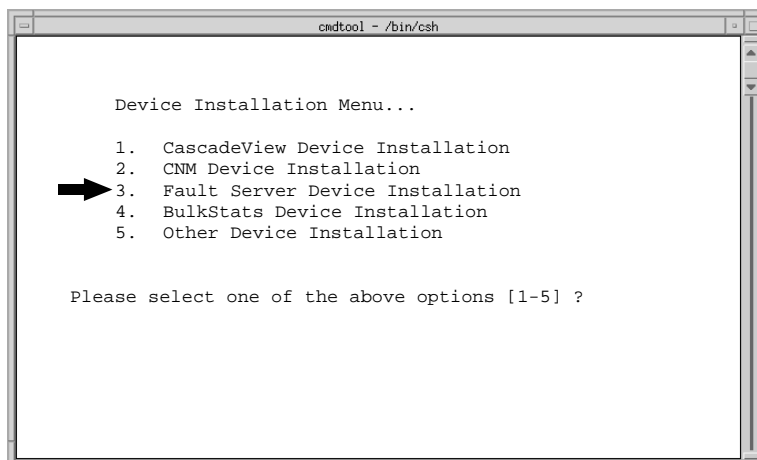 cmdtool - /bin/csh
Device Installation Menu...
1. CascadeView Device Installation
2. CNM Device Installation
3. Fault Server Device Installation
4. BulkStats Device Installation
5. Other Device Installation
Please select one of the above options [1-5] ?